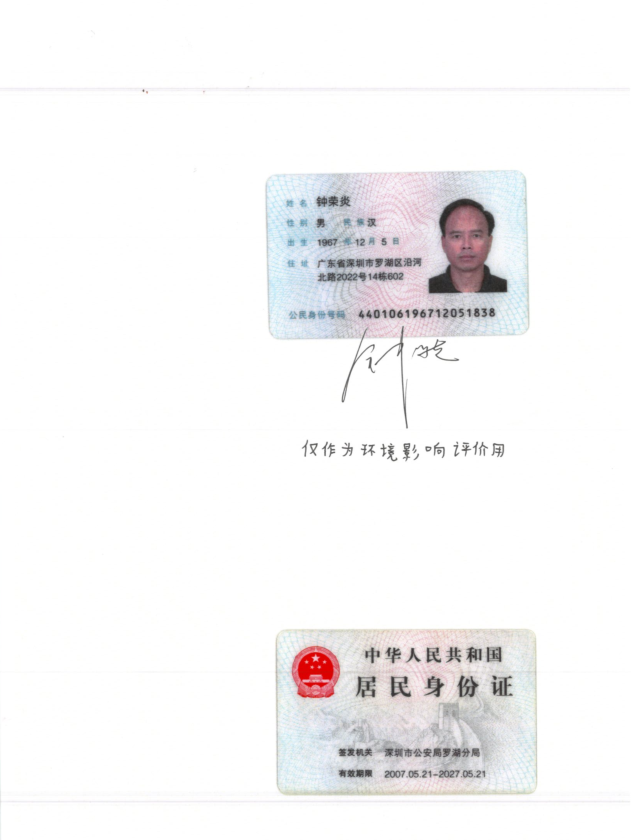 姓名 钟荣炎
性别 男 民族 汉
出生 1967 年 12 月 5 日
住址 广东省深圳市罗湖区沿河
北路2022号14栋602
公民身份号码 440106196712051838
仅作为环境影响评价用
中华人民共和国
居民身份证
签发机关 深圳市公安局罗湖分局
有效期限 2007.05.21-2027.05.21